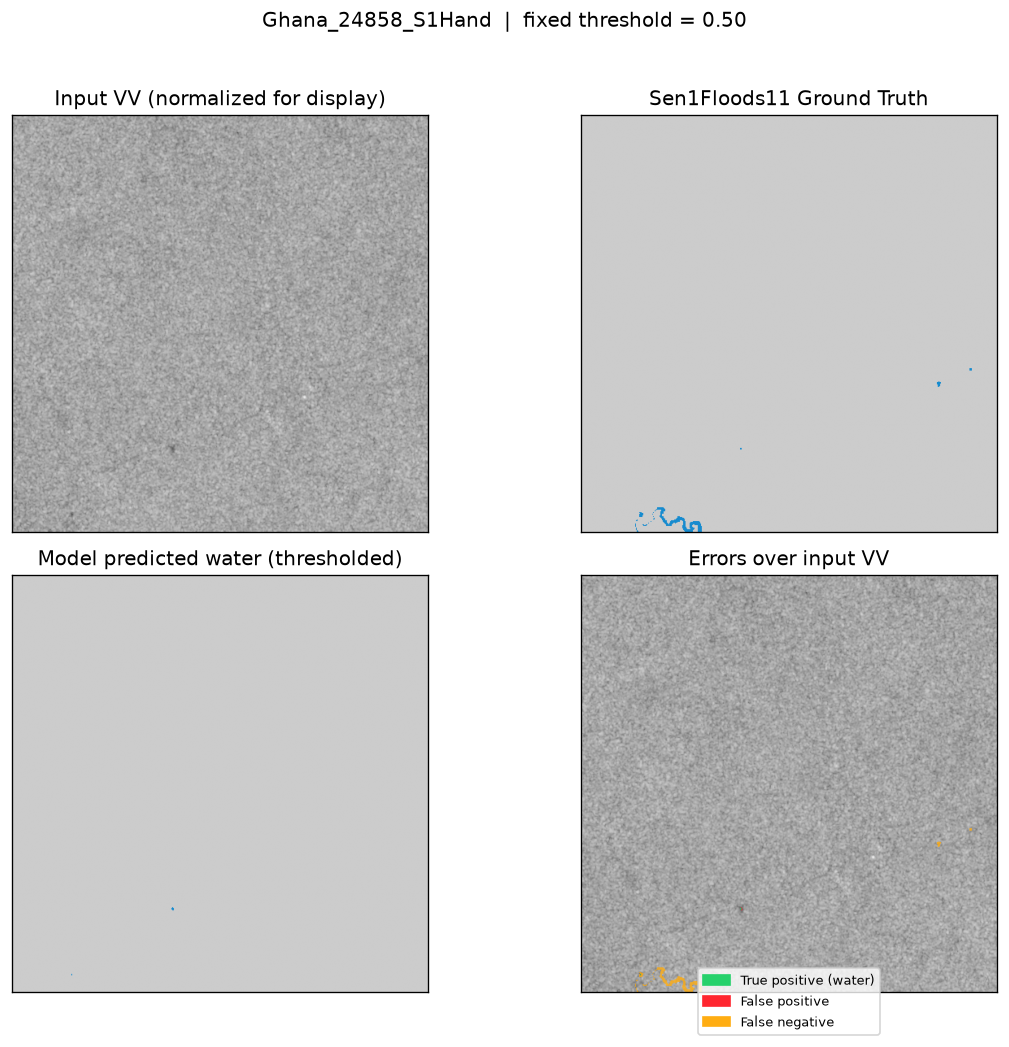 Ghana_24858_S1Hand | fixed threshold = 0.50
Input VV (normalized for display)
Sen1Floods11 Ground Truth
Model predicted water (thresholded)
Errors over input VV
True positive (water)
False positive
False negative